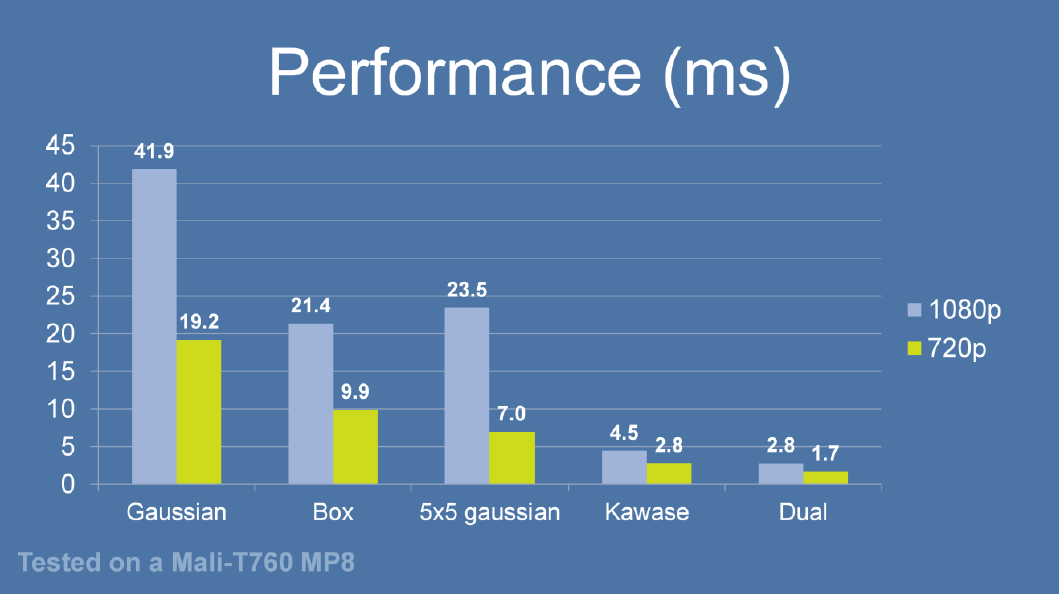 Performance (ms)
45
40
35
30
25
20
15
10
5
0
41.9
19.2
21.4
9.9
23.5
7.0
4.5
2.8
2.8
1.7
Gaussian
Box
5x5 gaussian
Kawase
Dual
1080p
720p
Tested on a Mali-T760 MP8